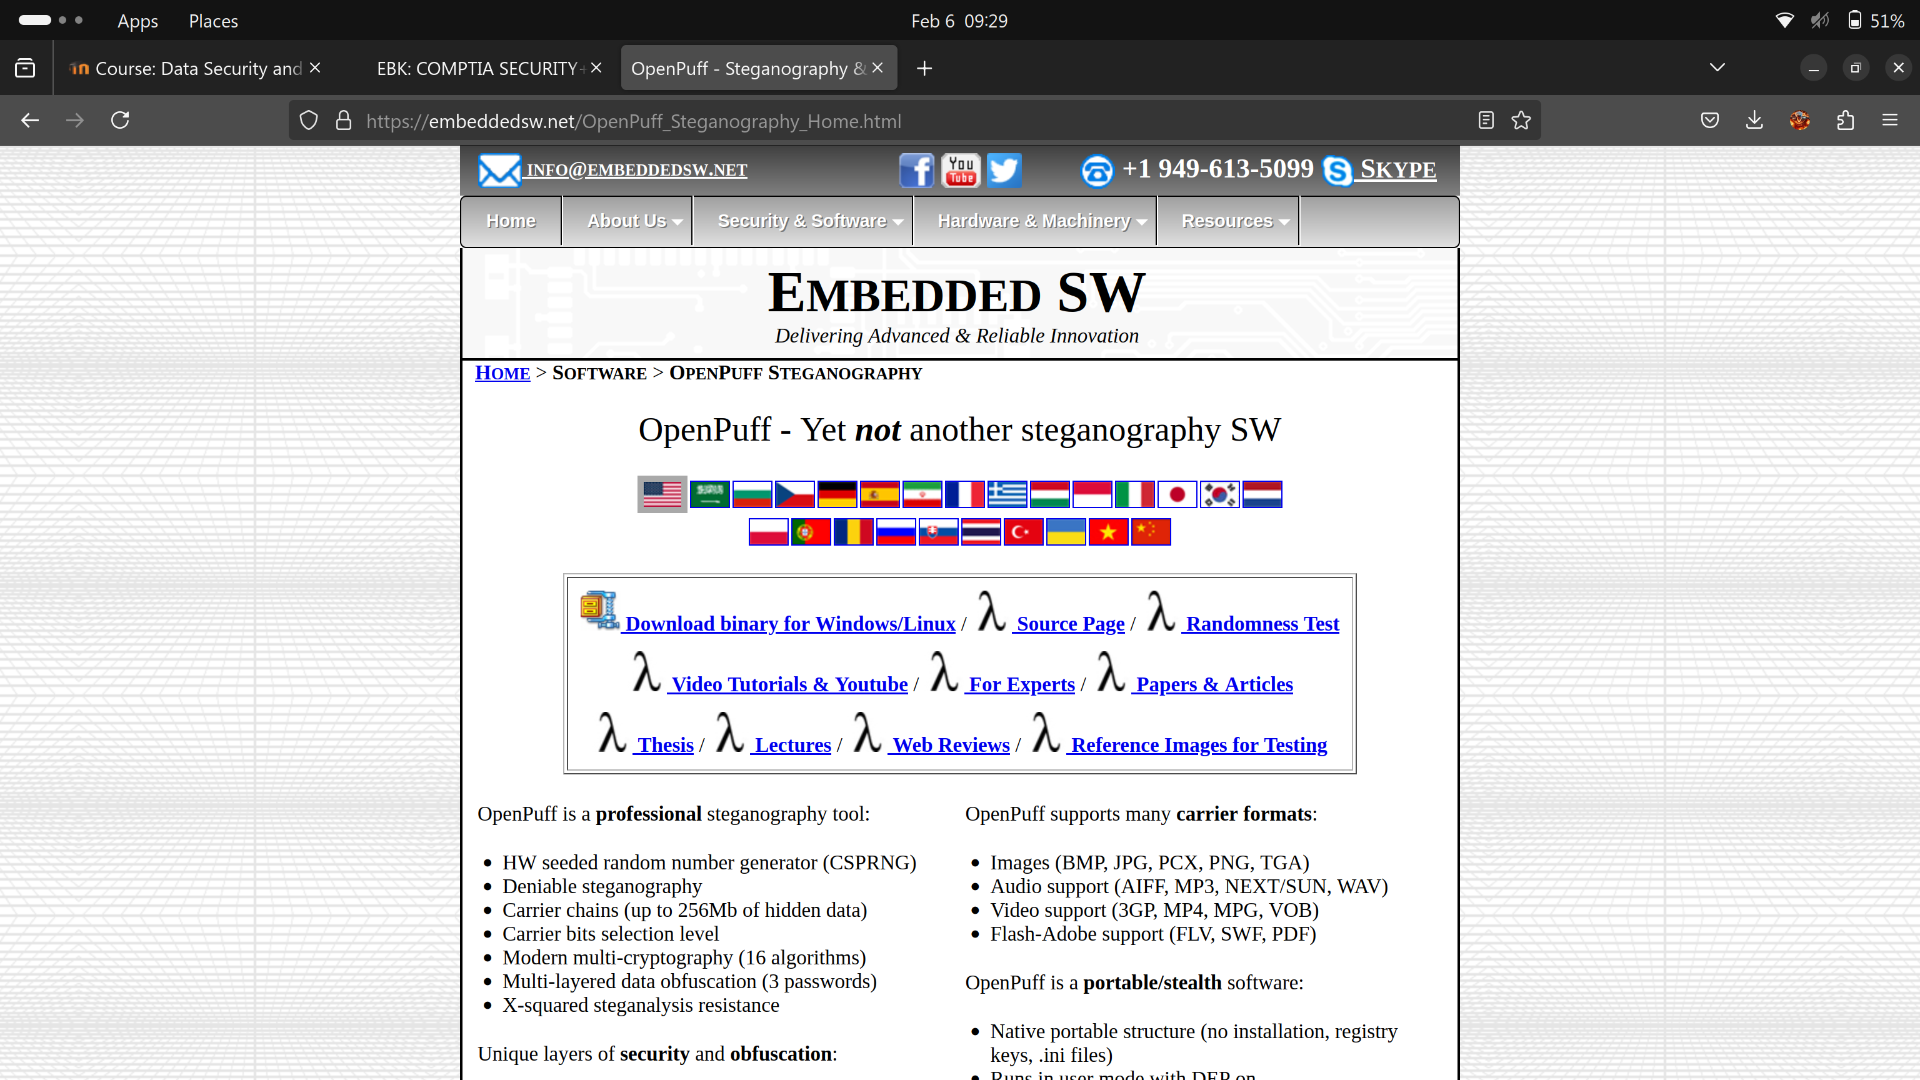 Apps Places Feb 6 09:29 51%
Course: Data Security and EBK: COMPTIA SECURITY+ OpenPuff - Steganography &
https://embeddedsw.net/OpenPuff_Steganography_Home.html
INFO@EMBEDDEDSW.NET f You Tube +1 949-613-5099 SKYPE
Home About Us Security & Software Hardware & Machinery Resources
EMBEDDED SW
Delivering Advanced & Reliable Innovation
HOME > SOFTWARE > OPENPUFF STEGANOGRAPHY
OpenPuff - Yet not another steganography SW
Download binary for Windows/Linux / λ Source Page / λ Randomness Test
λ Video Tutorials & Youtube / λ For Experts / λ Papers & Articles
λ Thesis / λ Lectures / λ Web Reviews / λ Reference Images for Testing
OpenPuff is a professional steganography tool:
• HW seeded random number generator (CSPRNG)
• Deniable steganography
• Carrier chains (up to 256Mb of hidden data)
• Carrier bits selection level
• Modern multi-cryptography (16 algorithms)
• Multi-layered data obfuscation (3 passwords)
• X-squared steganalysis resistance
Unique layers of security and obfuscation:
OpenPuff supports many carrier formats:
• Images (BMP, JPG, PCX, PNG, TGA)
• Audio support (AIFF, MP3, NEXT/SUN, WAV)
• Video support (3GP, MP4, MPG, VOB)
• Flash-Adobe support (FLV, SWF, PDF)
OpenPuff is a portable/stealth software:
• Native portable structure (no installation, registry
keys, .ini files)
• Runs in user mode with DEP on